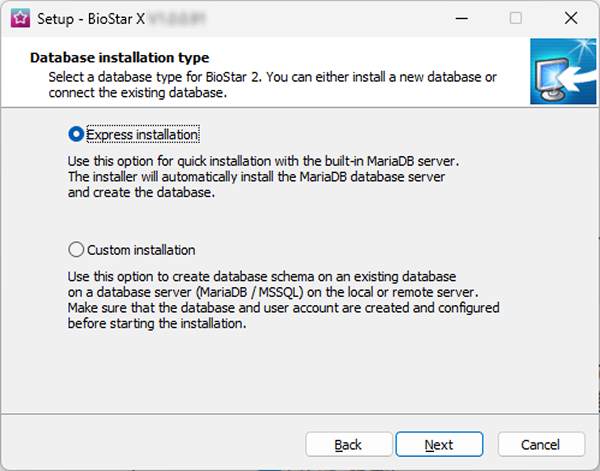 Setup - BioStar X
Database installation type
Select a database type for BioStar 2. You can either install a new database or
connect the existing database.
Express installation
Use this option for quick installation with the built-in MariaDB server.
The installer will automatically install the MariaDB database server
and create the database.
Custom installation
Use this option to create database schema on an existing database
on a database server (MariaDB / MSSQL) on the local or remote server.
Make sure that the database and user account are created and configured
before starting the installation.
Back
Next
Cancel